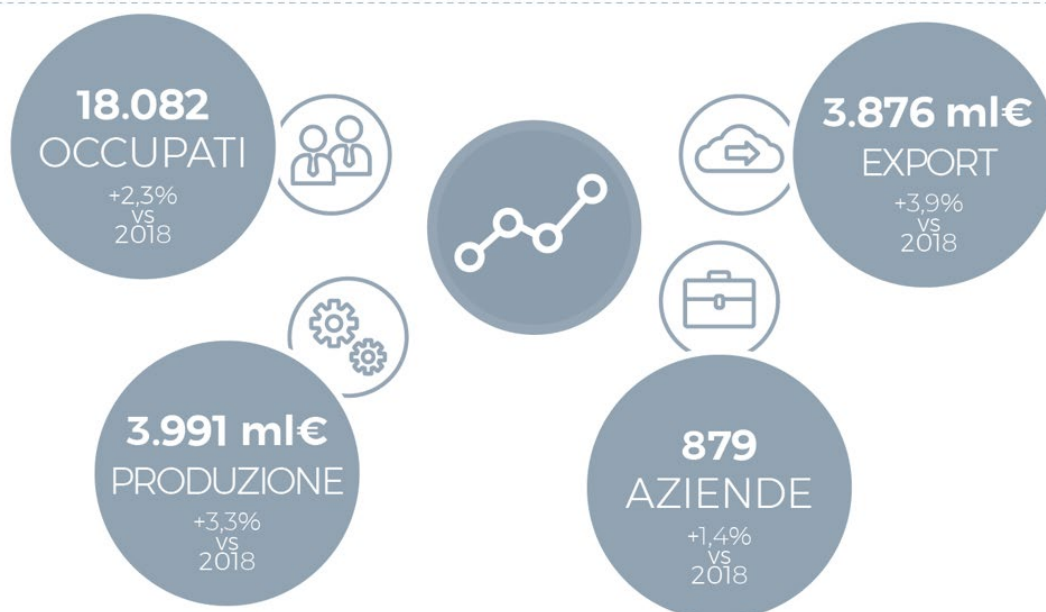 18.082
OCCUPATI
+2,3%
vs
2018
3.876 ml€
EXPORT
+3,9%
vs
2018
3.991 ml€
PRODUZIONE
+3,3%
vs
2018
879
AZIENDE
+1,4%
vs
2018